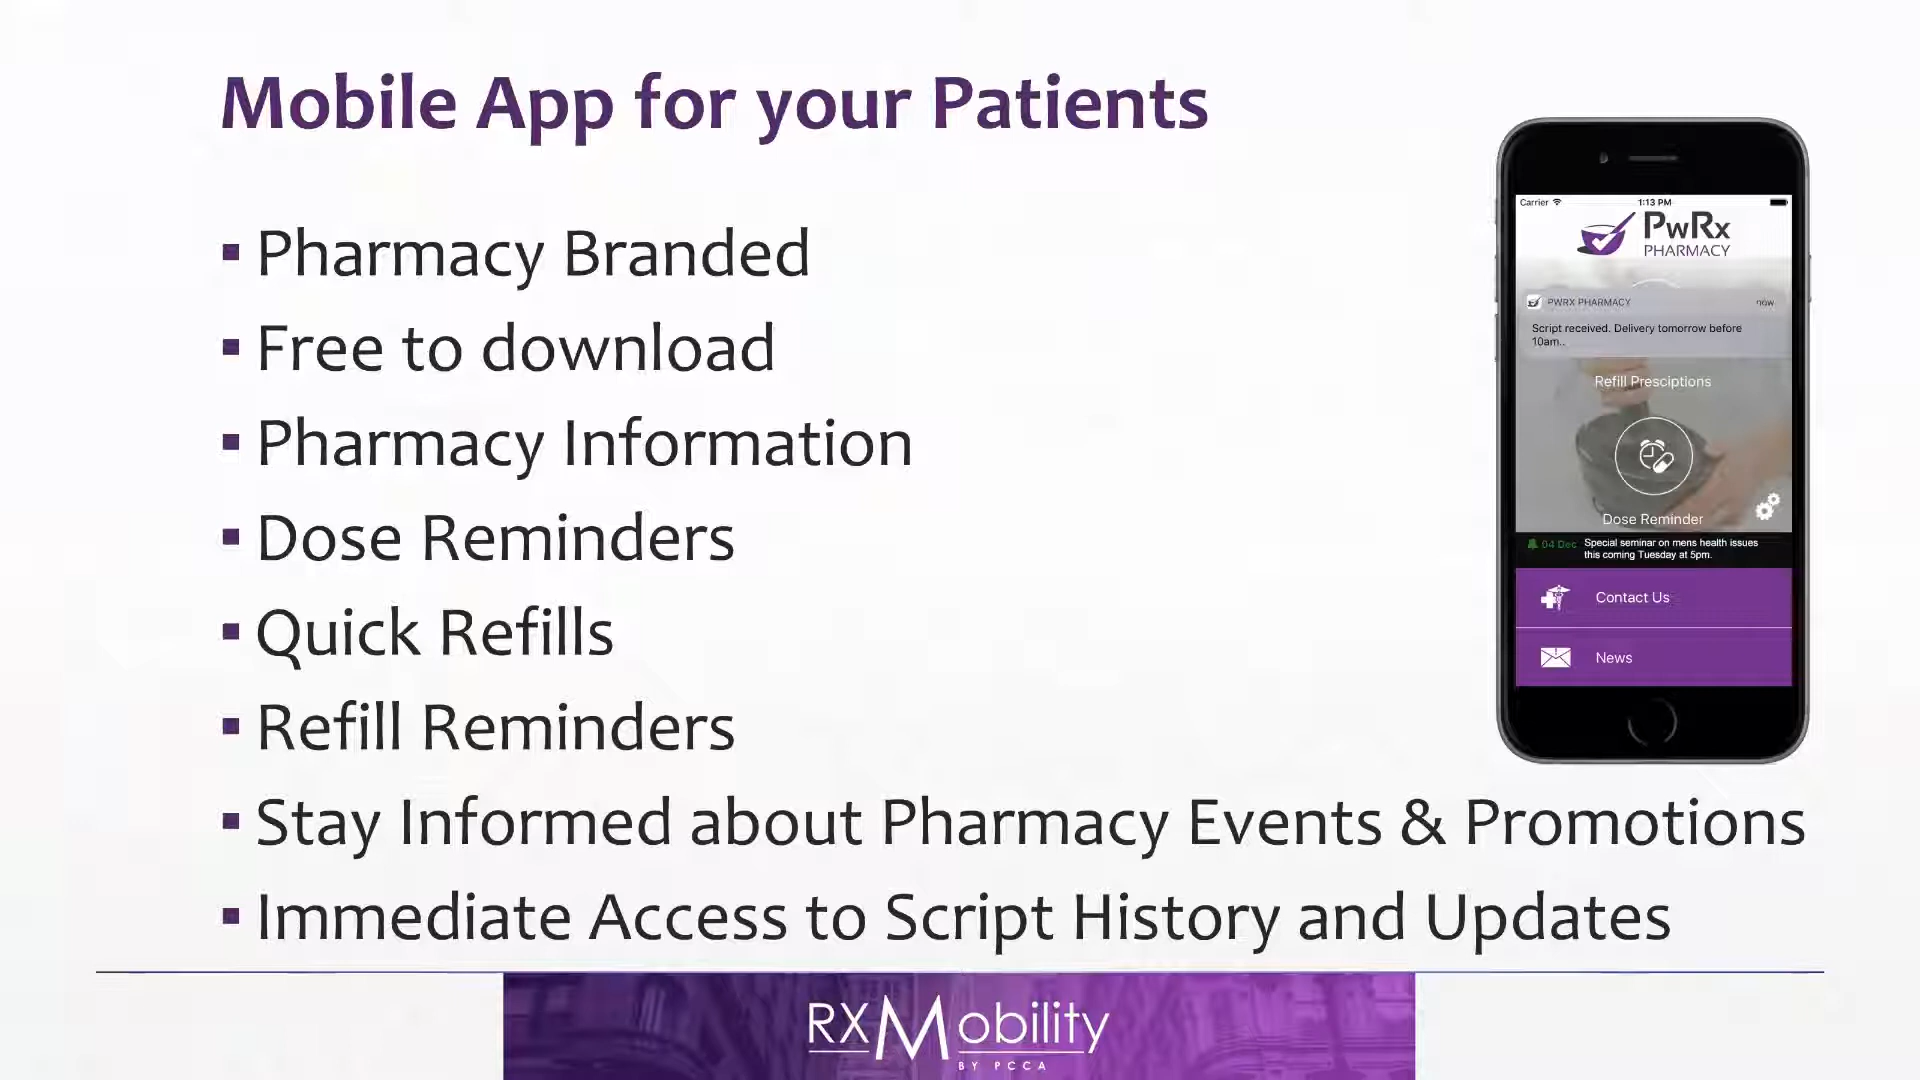 Mobile App for your Patients
▪ Pharmacy Branded
▪ Free to download
▪ Pharmacy Information
▪ Dose Reminders
▪ Quick Refills
▪ Refill Reminders
▪ Stay Informed about Pharmacy Events & Promotions
▪ Immediate Access to Script History and Updates
Carrier 1:13 PM
PwRx
PHARMACY
PWRX PHARMACY now
Script received. Delivery tomorrow before
10am..
Refill Presciptions
Dose Reminder
04 Dec Special seminar on mens health issues
this coming Tuesday at 5pm.
Contact Us
News
RXMobility
BY PCCA